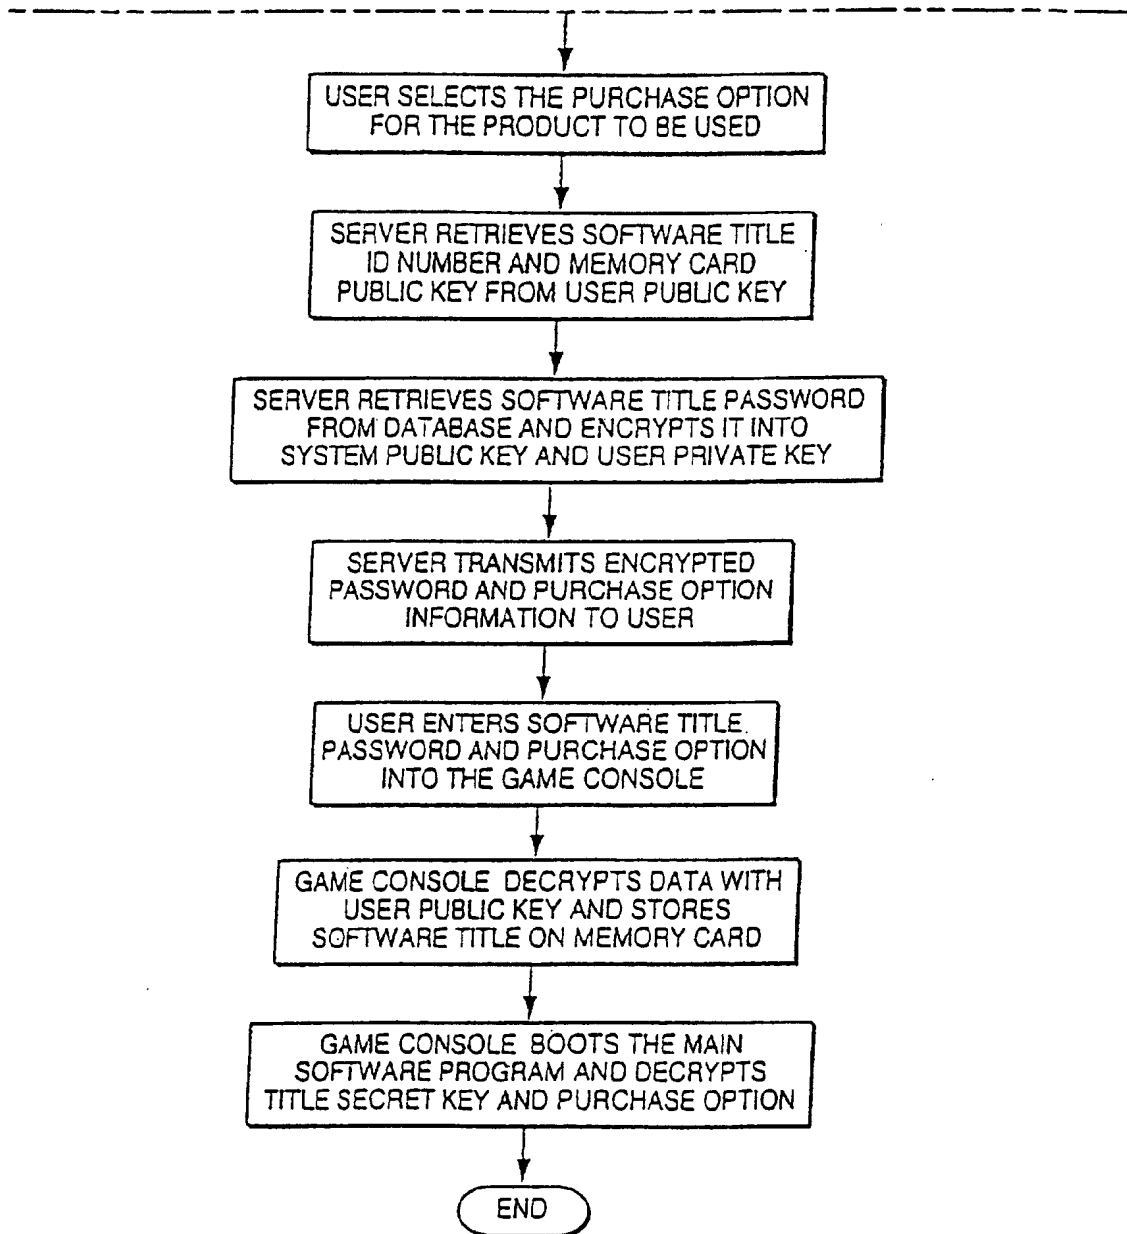 USER SELECTS THE PURCHASE OPTION
FOR THE PRODUCT TO BE USED
SERVER RETRIEVES SOFTWARE TITLE
ID NUMBER AND MEMORY CARD
PUBLIC KEY FROM USER PUBLIC KEY
SERVER RETRIEVES SOFTWARE TITLE PASSWORD
FROM DATABASE AND ENCRYPTS IT INTO
SYSTEM PUBLIC KEY AND USER PRIVATE KEY
SERVER TRANSMITS ENCRYPTED
PASSWORD AND PURCHASE OPTION
INFORMATION TO USER
USER ENTERS SOFTWARE TITLE
PASSWORD AND PURCHASE OPTION
INTO THE GAME CONSOLE
GAME CONSOLE DECRYPTS DATA WITH
USER PUBLIC KEY AND STORES
SOFTWARE TITLE ON MEMORY CARD
GAME CONSOLE BOOTS THE MAIN
SOFTWARE PROGRAM AND DECRYPTS
TITLE SECRET KEY AND PURCHASE OPTION
END